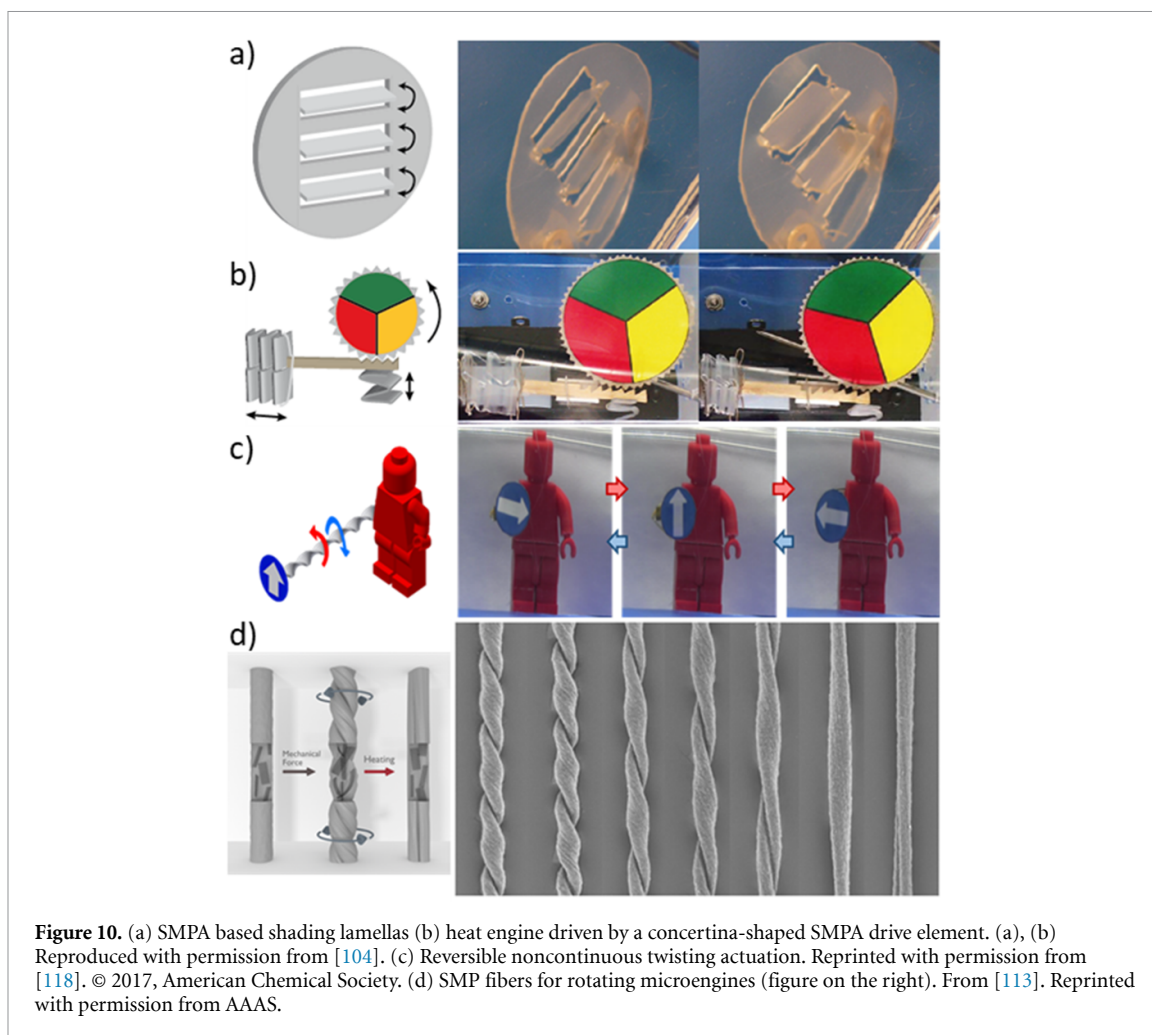 a)
b)
c)
d)
Mechanical
Force
Heating
Figure 10. (a) SMPA based shading lamellas (b) heat engine driven by a concertina-shaped SMPA drive element. (a), (b)
Reproduced with permission from [104]. (c) Reversible noncontinuous twisting actuation. Reprinted with permission from
[118]. © 2017, American Chemical Society. (d) SMP fibers for rotating microengines (figure on the right). From [113]. Reprinted
with permission from AAAS.